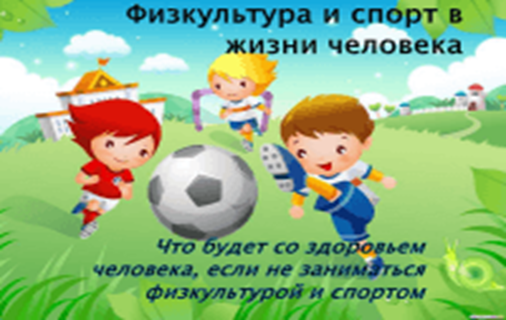 Физкультура и спорт в
жизни человека
Что будет со здоровьем
человека, если не заниматься
физкультурой и спортом